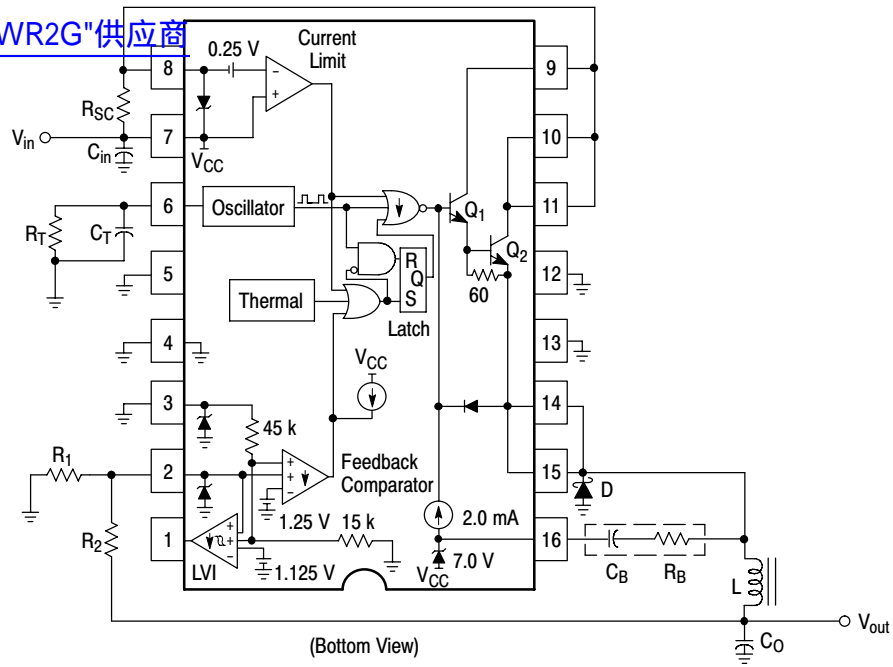 WR2G"供应商
Current
Limit
0.25 V
8
9
RSC
Vin
7
10
Cin
VCC
6
Oscillator
Q1
11
RT
CT
Q2
5
R
Q
S
60
12
Thermal
Latch
4
13
VCC
3
14
45 k
R1
2
Feedback
Comparator
15
D
1.25 V
2.0 mA
R2
1
15 k
16
LVI
1.125 V
7.0 V
VCC
CB
RB
L
Vout
(Bottom View)
CO